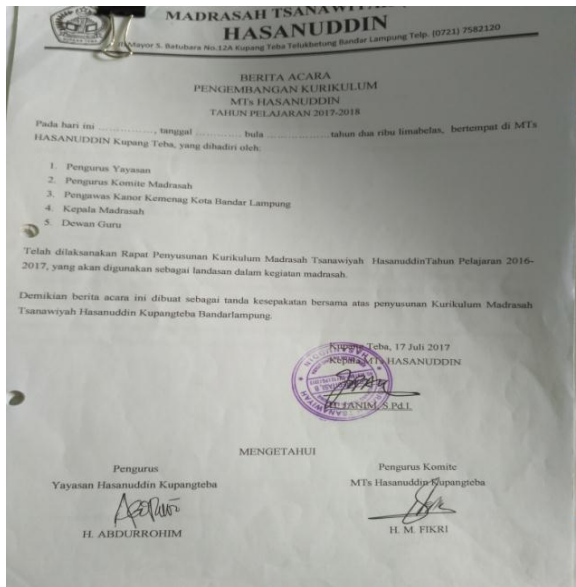 MADRASAH TSANAWIYAH
HASANUDDIN
Mayor S. Batubara No.12A Kupang Teba Telukbetung Bandar Lampung Telp. (0721) 7582120
BERITA ACARA
PENGEMBANGAN KURIKULUM
MTs HASANUDDIN
TAHUN PELAJARAN 2017-2018
Pada hari ini ................, tanggal ............ bula ....................tahun dua ribu limabelas, bertempat di MTs
HASANUDDIN Kupang Teba, yang dihadiri oleh:
1. Pengurus Yayasan
2. Pengurus Komite Madrasah
3. Pengawas Kanor Kemenag Kota Bandar Lampung
4. Kepala Madrasah
5. Dewan Guru
Telah dilaksanakan Rapat Penyusunan Kurikulum Madrasah Tsanawiyah HasanuddinTahun Pelajaran 2016-
2017, yang akan digunakan sebagai landasan dalam kegiatan madrasah.
Demikian berita acara ini dibuat sebagai tanda kesepakatan bersama atas penyusunan Kurikulum Madrasah
Tsanawiyah Hasanuddin Kupangteba Bandarlampung.
Kupang Teba, 17 Juli 2017
Kepala MTs HASANUDDIN
TANIM, S.Pd.I.
MENGETAHUI
Pengurus
Yayasan Hasanuddin Kupangteba
H. ABDURROHIM
Pengurus Komite
MTs Hasanuddin Kupangteba
H. M. FIKRI